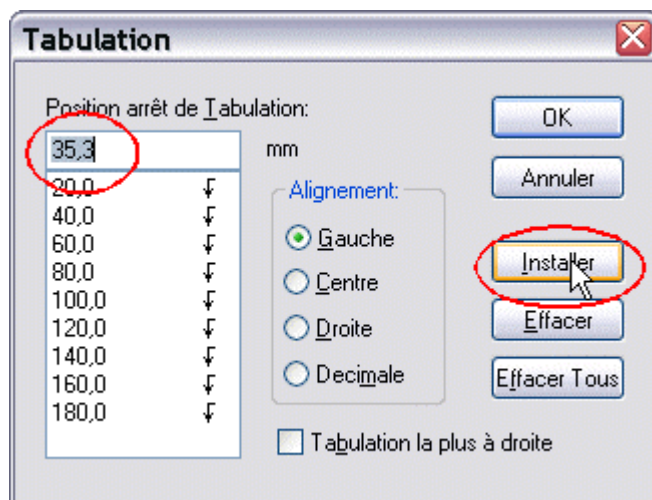 Tabulation
Position arrêt de Tabulation:
35,3
mm
20,0
40,0
60,0
80,0
100,0
120,0
140,0
160,0
180,0
Alignement:
Gauche
Centre
Droite
Decimale
Tabulation la plus à droite
OK
Annuler
Installer
Effacer
Effacer Tous